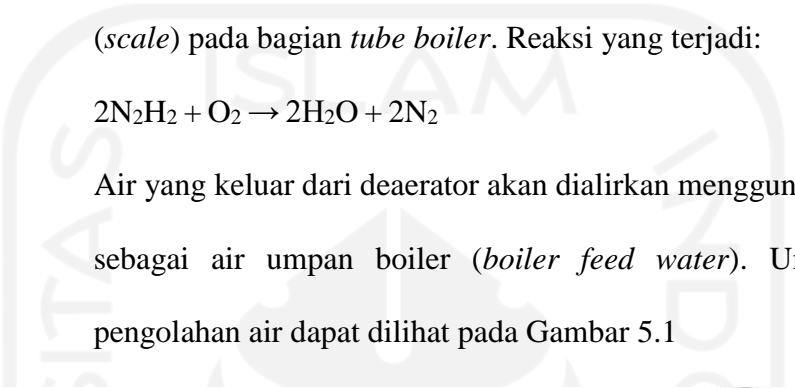 (scale) pada bagian tube boiler. Reaksi yang terjadi:
2N₂H₂ + O₂ → 2H₂O + 2N₂
Air yang keluar dari deaerator akan dialirkan
sebagai air umpan boiler (boiler feed water).
pengolahan air dapat dilihat pada Gambar 5.1